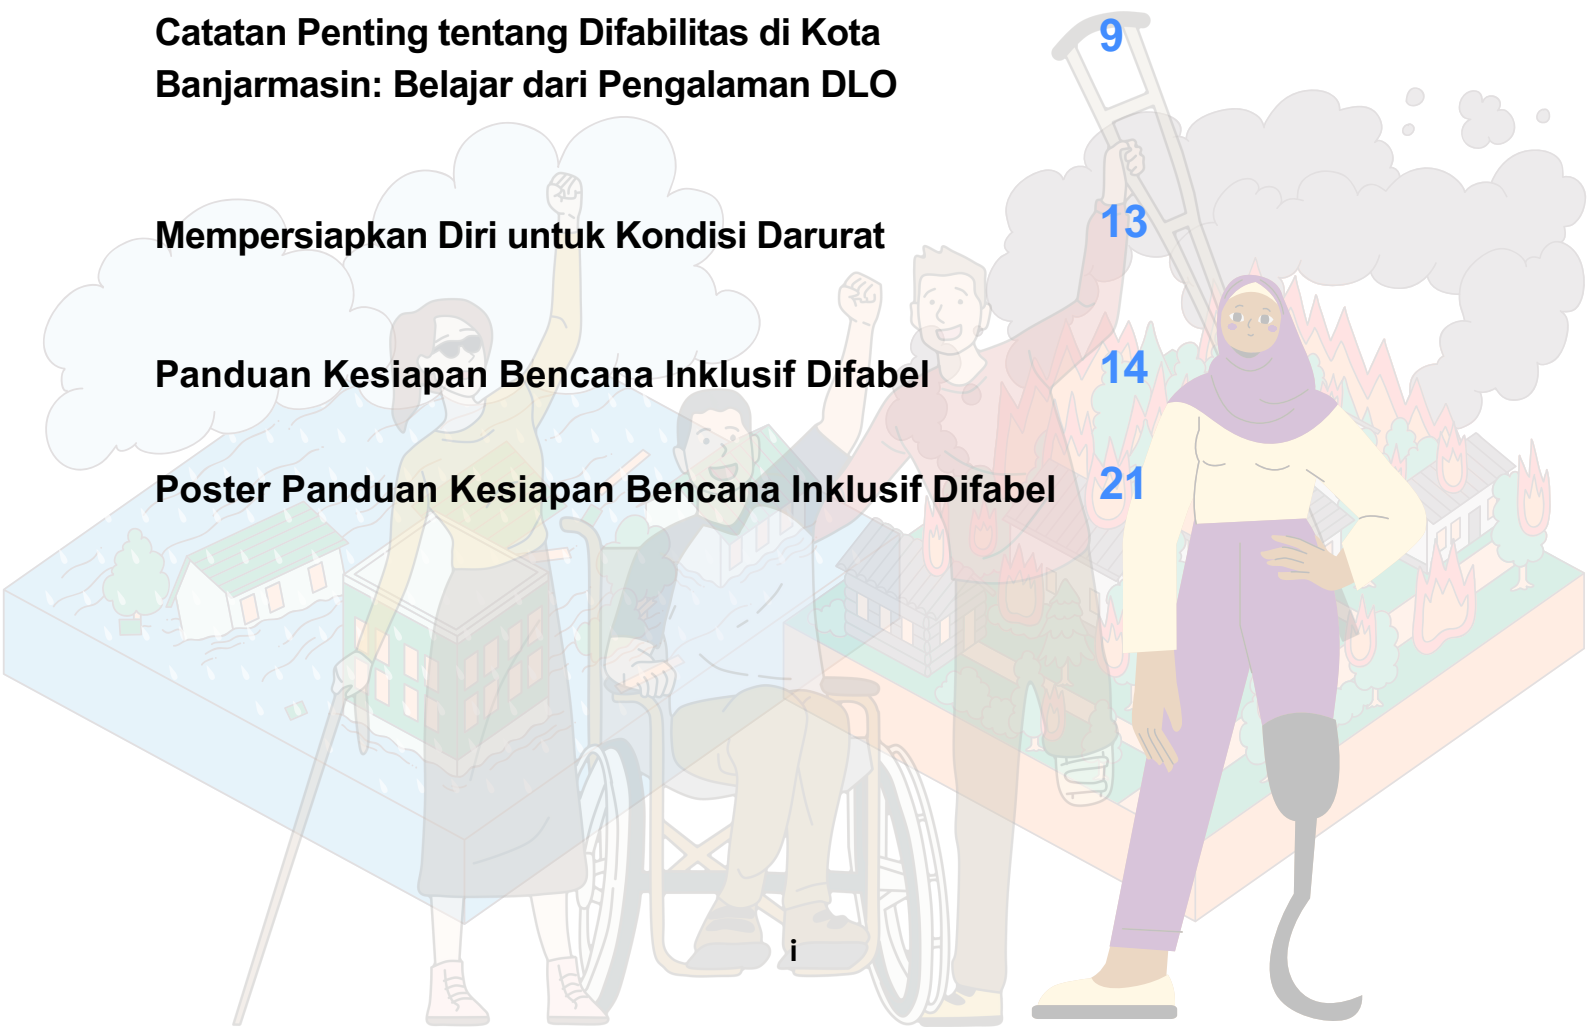 Catatan Penting tentang Difabilitas di Kota 9
Banjarmasin: Belajar dari Pengalaman DLO
Mempersiapkan Diri untuk Kondisi Darurat 13
Panduan Kesiapan Bencana Inklusif Difabel 14
Poster Panduan Kesiapan Bencana Inklusif Difabel 21
i